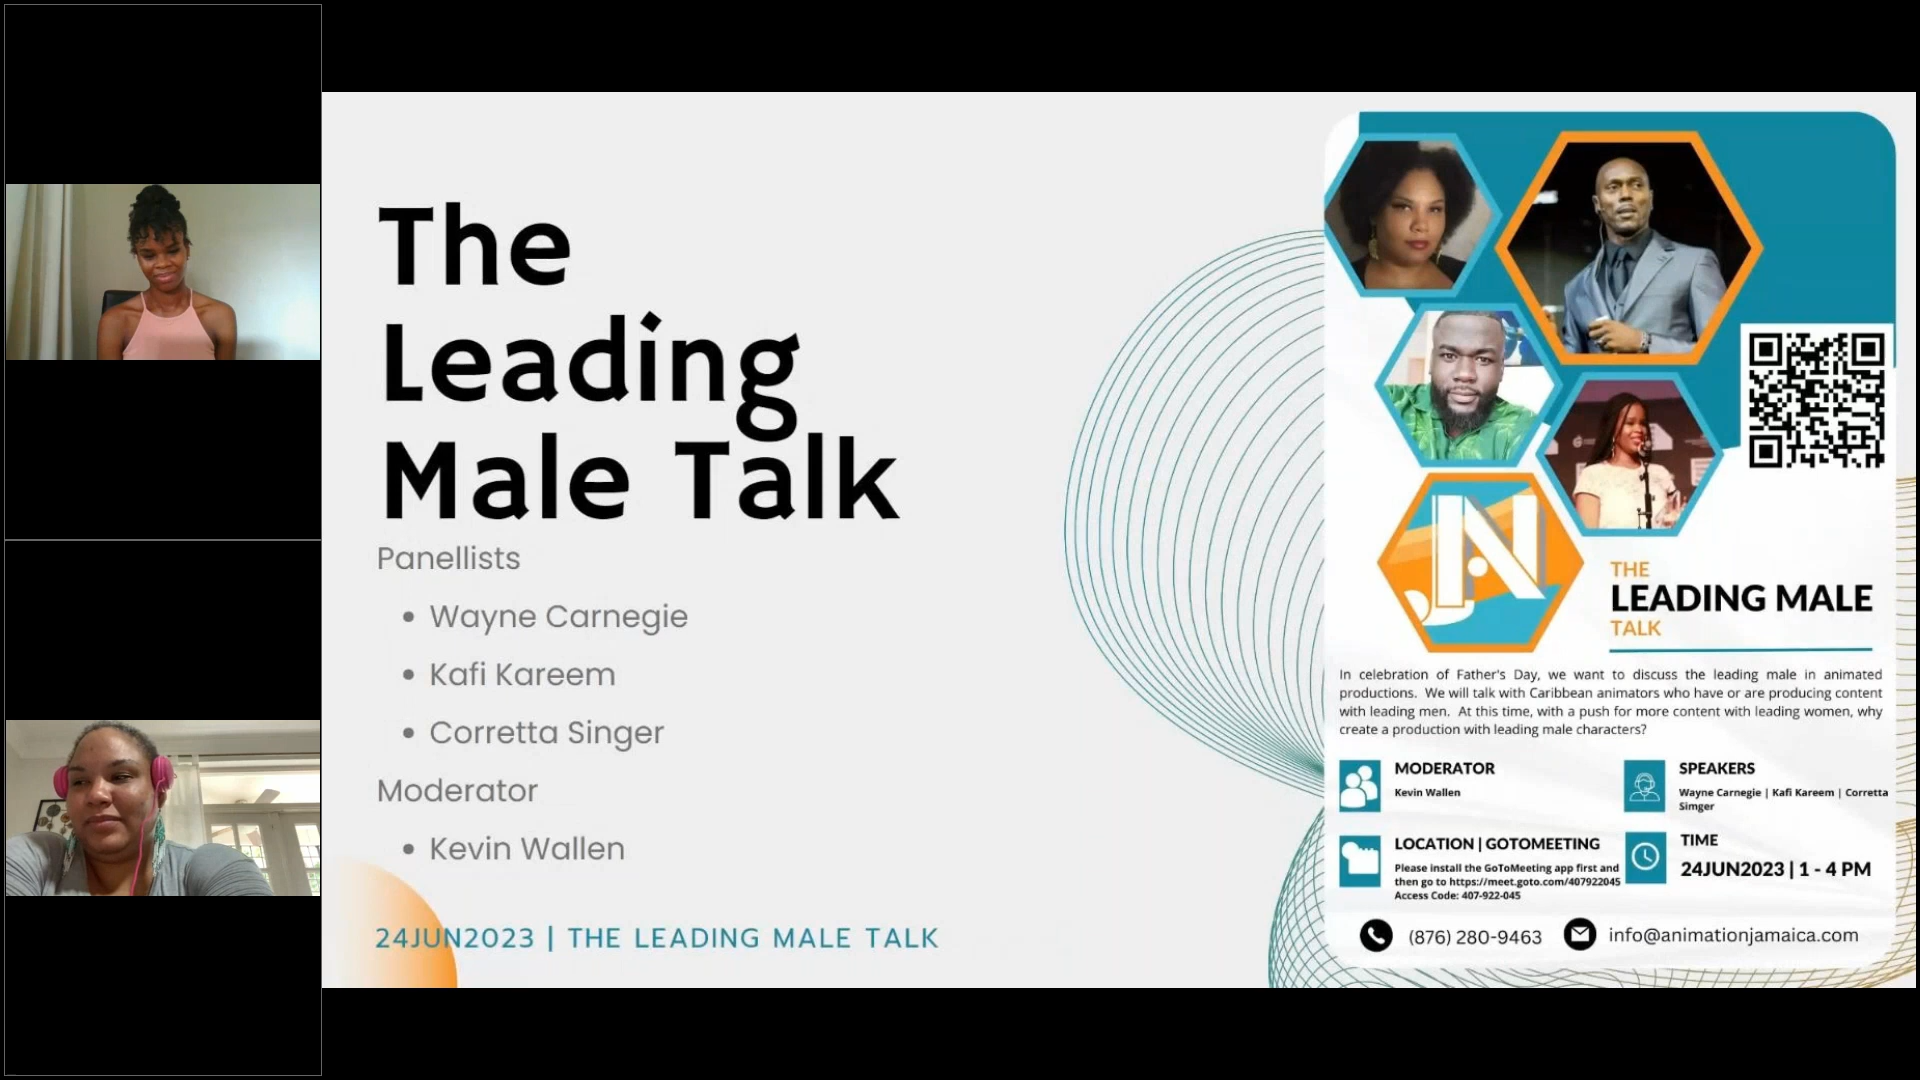 The
Leading
Male Talk
Panellists
• Wayne Carnegie
• Kafi Kareem
• Corretta Singer
Moderator
• Kevin Wallen
24JUN2023 | THE LEADING MALE TALK
JN
THE
LEADING MALE
TALK
In celebration of Father's Day, we want to discuss the leading male in animated
productions. We will talk with Caribbean animators who have or are producing content
with leading men. At this time, with a push for more content with leading women, why
create a production with leading male characters?
MODERATOR
Kevin Wallen
SPEAKERS
Wayne Carnegie | Kafi Kareem | Corretta
Singer
LOCATION | GOTOMEETING
Please install the GoToMeeting app first and
then go to https://meet.goto.com/407922045
Access Code: 407-922-045
TIME
24JUN2023 | 1 - 4 PM
(876) 280-9463
info@animationjamaica.com